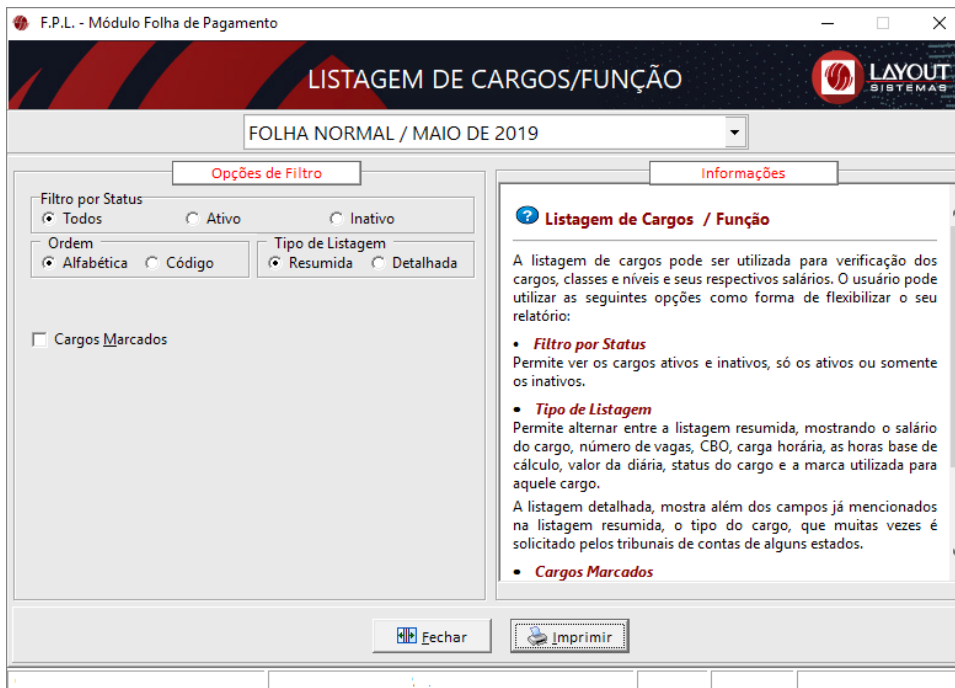 F.P.L. - Módulo Folha de Pagamento
LISTAGEM DE CARGOS/FUNÇÃO
LAYOUT
SISTEMAS
FOLHA NORMAL / MAIO DE 2019
Opções de Filtro
Filtro por Status
Todos Ativo Inativo
Ordem Tipo de Listagem
Alfabética Código Resumida Detalhada
Cargos Marcados
Informações
Listagem de Cargos / Função
A listagem de cargos pode ser utilizada para verificação dos
cargos, classes e níveis e seus respectivos salários. O usuário pode
utilizar as seguintes opções como forma de flexibilizar o seu
relatório:
• Filtro por Status
Permite ver os cargos ativos e inativos, só os ativos ou somente
os inativos.
• Tipo de Listagem
Permite alternar entre a listagem resumida, mostrando o salário
do cargo, número de vagas, CBO, carga horária, as horas base de
cálculo, valor da diária, status do cargo e a marca utilizada para
aquele cargo.
A listagem detalhada, mostra além dos campos já mencionados
na listagem resumida, o tipo do cargo, que muitas vezes é
solicitado pelos tribunais de contas de alguns estados.
• Cargos Marcados
Fechar Imprimir